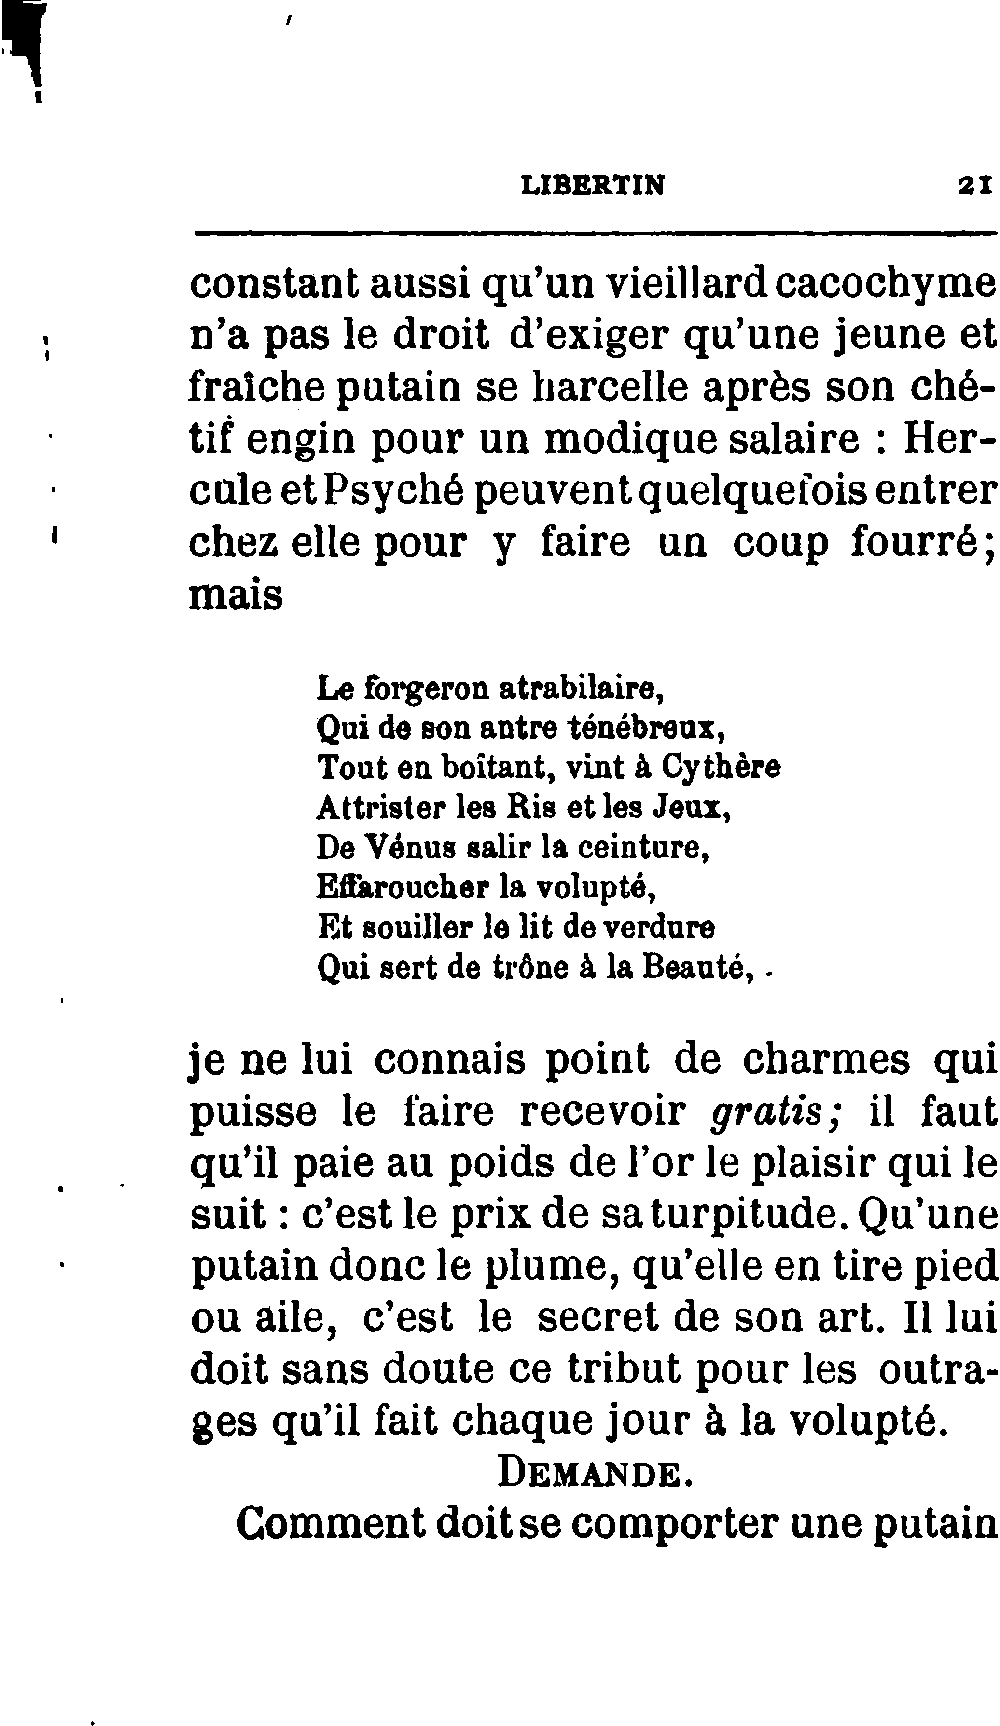 LIBERTIN 21
constant aussi qu'un vieillard cacochyme
n'a pas le droit d'exiger qu'une jeune et
fraîche putain se harcelle après son ché-
tif engin pour un modique salaire : Her-
cule et Psyché peuvent quelquefois entrer
chez elle pour y faire un coup fourré;
mais
Le forgeron atrabilaire,
Qui de son antre ténébreux,
Tout en boîtant, vint à Cythère
Attrister les Ris et les Jeux,
De Vénus salir la ceinture,
Effaroucher la volupté,
Et souiller le lit de verdure
Qui sert de trône à la Beauté,
je ne lui connais point de charmes qui
puisse le faire recevoir gratis; il faut
qu'il paie au poids de l'or le plaisir qui le
suit : c'est le prix de sa turpitude. Qu'une
putain donc le plume, qu'elle en tire pied
ou aile, c'est le secret de son art. Il lui
doit sans doute ce tribut pour les outra-
ges qu'il fait chaque jour à la volupté.
DEMANDE.
Comment doit se comporter une putain